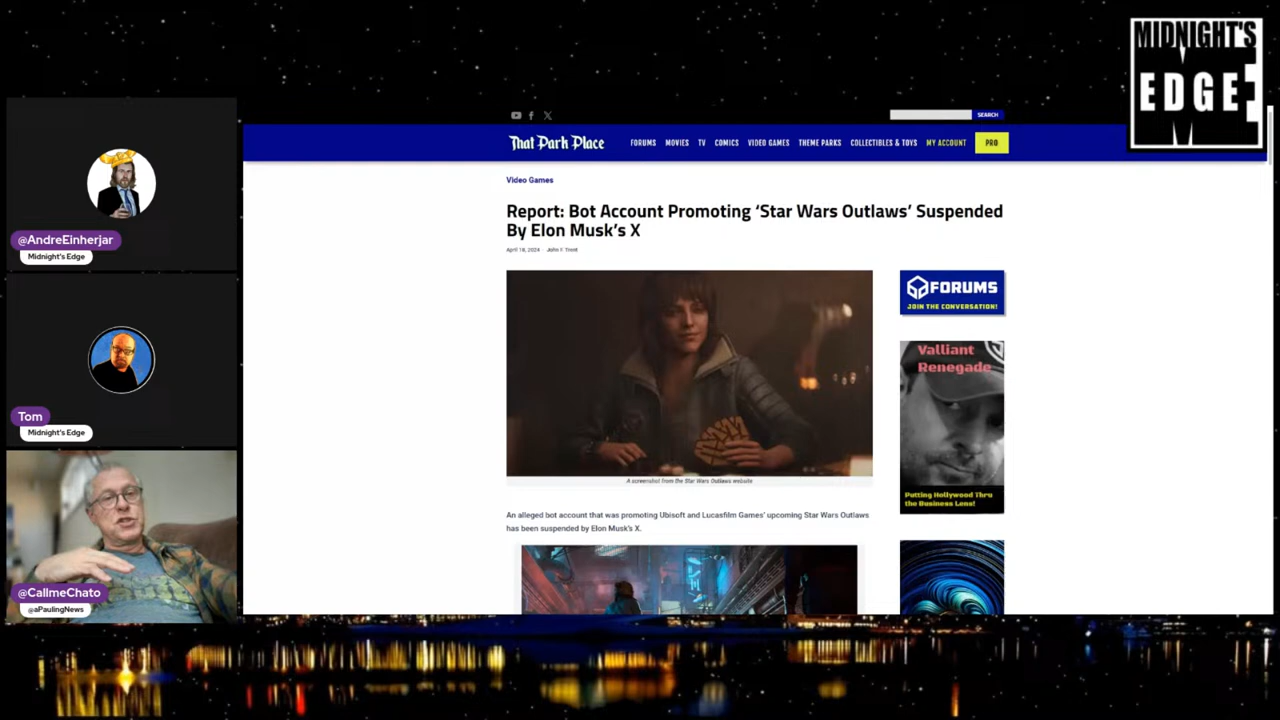 MIDNIGHT'S
EDGE
SEARCH
That Park Place
FORUMS MOVIES TV COMICS VIDEO GAMES THEME PARKS COLLECTIBLES & TOYS MY ACCOUNT PRO
Video Games
Report: Bot Account Promoting ‘Star Wars Outlaws’ Suspended
By Elon Musk's X
April 18, 2024 · John F. Trent
FORUMS
JOIN THE CONVERSATION!
Valliant
Renegade
Putting Hollywood Thru
the Business Lens!
A screenshot from the Star Wars Outlaws website
An alleged bot account that was promoting Ubisoft and Lucasfilm Games' upcoming Star Wars Outlaws
has been suspended by Elon Musk's X.
@AndreEinherjar
Midnight's Edge
Tom
Midnight's Edge
@CallmeChato
@aPaulingNews